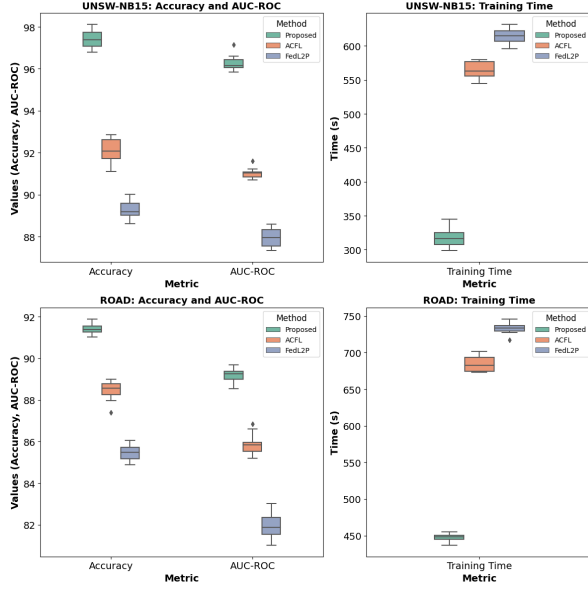 UNSW-NB15: Accuracy and AUC-ROC
Values (Accuracy, AUC-ROC)
98
96
94
92
90
88
Method
Proposed
ACFL
FedL2P
Accuracy
AUC-ROC
Metric
UNSW-NB15: Training Time
Time (s)
600
550
500
450
400
350
300
Method
Proposed
ACFL
FedL2P
Training Time
Metric
ROAD: Accuracy and AUC-ROC
Values (Accuracy, AUC-ROC)
92
90
88
86
84
82
Method
Proposed
ACFL
FedL2P
Accuracy
AUC-ROC
Metric
ROAD: Training Time
Time (s)
750
700
650
600
550
500
450
Method
Proposed
ACFL
FedL2P
Training Time
Metric